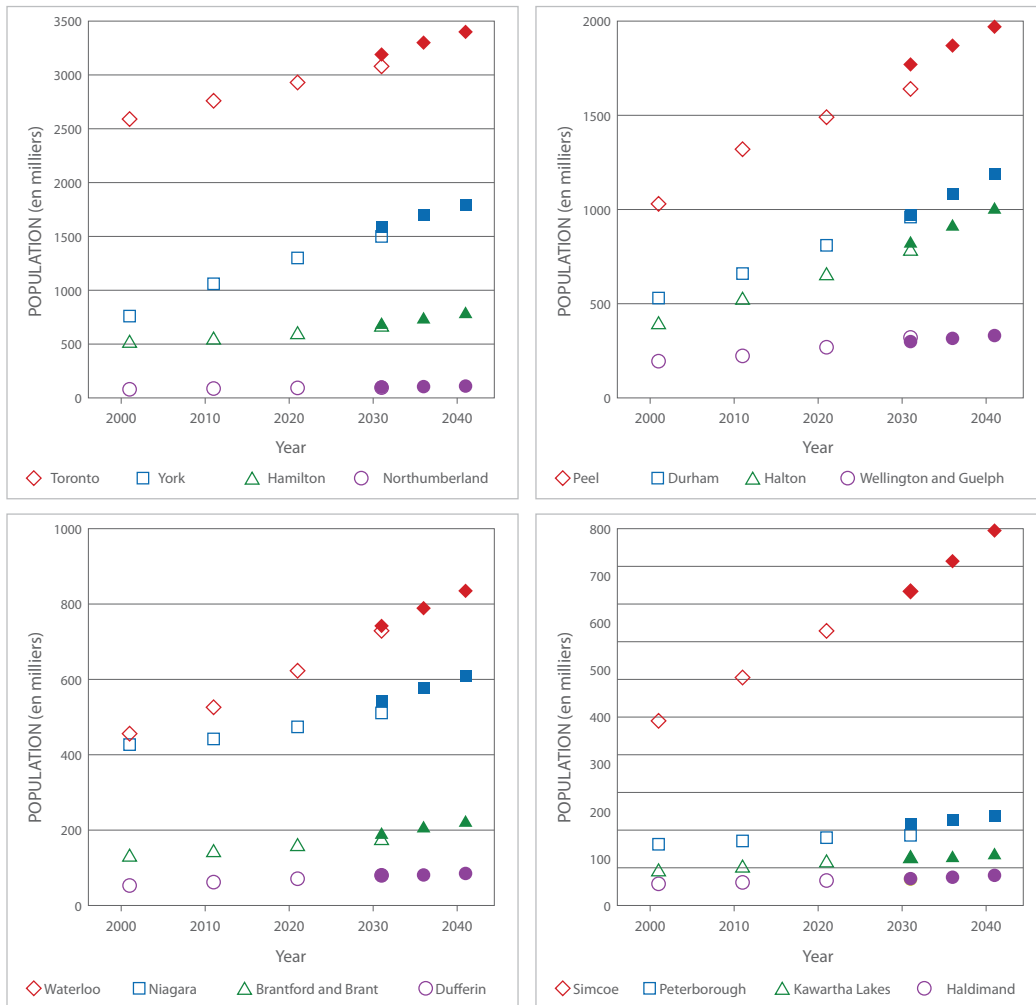 3500
3000
2500
2000
1500
1000
500
0
POPULATION (en milliers)
2000 2010 2020 2030 2040
Year
Toronto York Hamilton Northumberland
2000
1500
1000
500
0
POPULATION (en milliers)
2000 2010 2020 2030 2040
Year
Peel Durham Halton Wellington and Guelph
1000
800
600
400
200
0
POPULATION (en milliers)
2000 2010 2020 2030 2040
Year
Waterloo Niagara Brantford and Brant Dufferin
800
700
600
500
400
300
200
100
0
POPULATION (en milliers)
2000 2010 2020 2030 2040
Year
Simcoe Peterborough Kawartha Lakes Haldimand